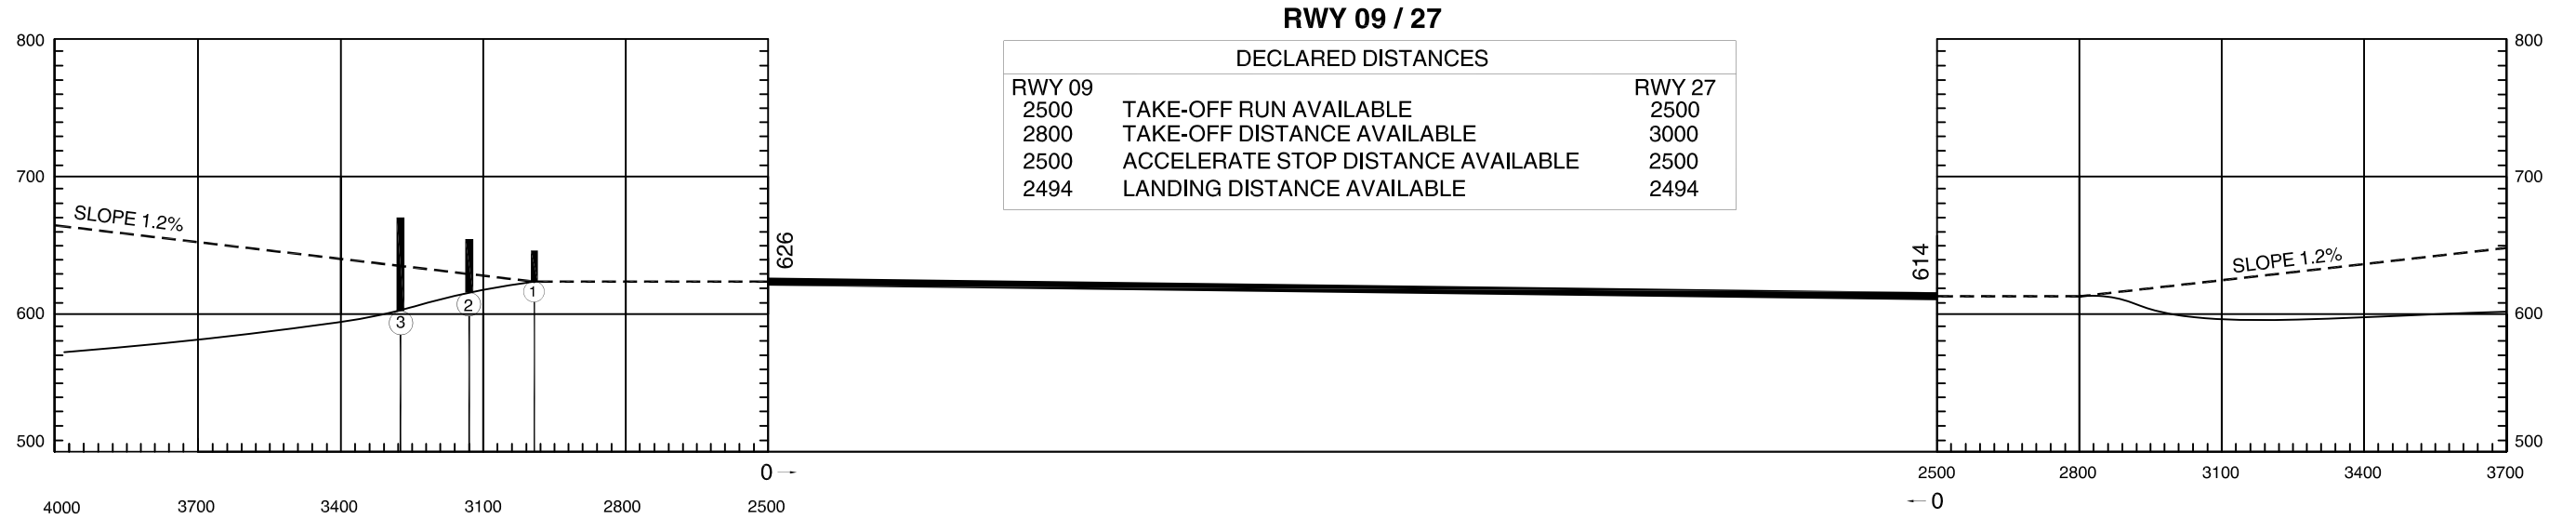 RWY 09 / 27
DECLARED DISTANCES
RWY 09 RWY 27
2500 TAKE-OFF RUN AVAILABLE 2500
2800 TAKE-OFF DISTANCE AVAILABLE 3000
2500 ACCELERATE STOP DISTANCE AVAILABLE 2500
2494 LANDING DISTANCE AVAILABLE 2494
800
700
600
500
SLOPE 1.2%
3
2
1
626
614
SLOPE 1.2%
800
700
600
500
0→
4000 3700 3400 3100 2800 2500
2500 2800 3100 3400 3700
←0